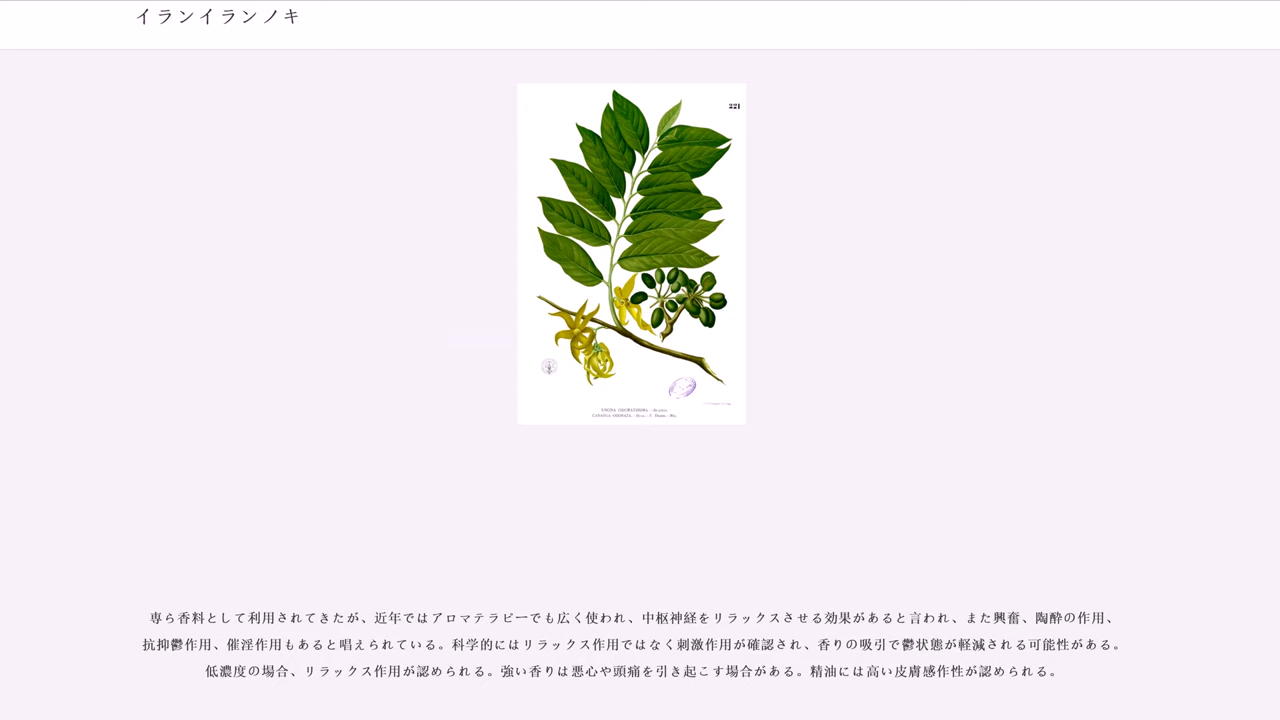 イランイランノキ
221
専ら香料として利用されてきたが、近年ではアロマテラピーでも広く使われ、中枢神経をリラックスさせる効果があると言われ、また興奮、陶酔の作用、
抗抑鬱作用、催淫作用もあると唱えられている。科学的にはリラックス作用ではなく刺激作用が確認され、香りの吸引で鬱状態が軽減される可能性がある。
低濃度の場合、リラックス作用が認められる。強い香りは悪心や頭痛を引き起こす場合がある。精油には高い皮膚感作性が認められる。